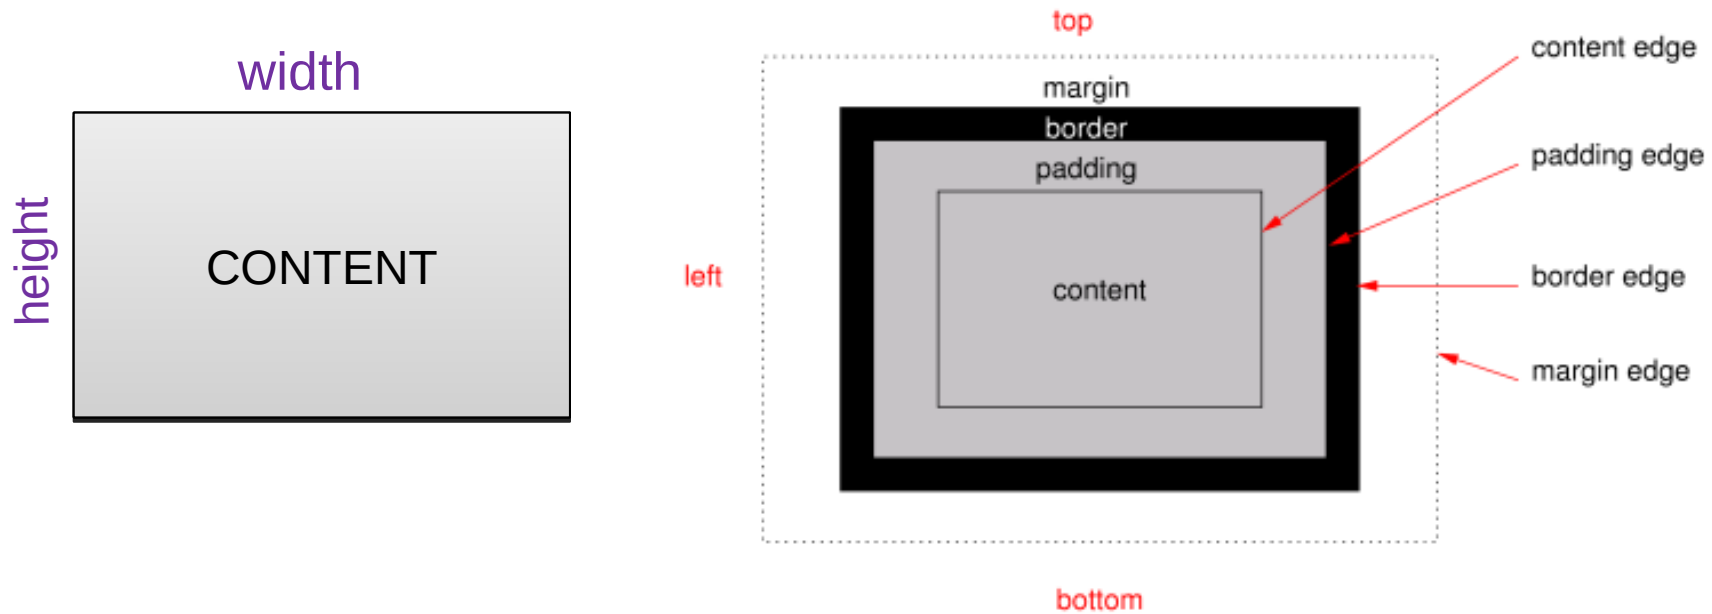 width
height
CONTENT
top
margin
border
padding
content
left
bottom
content edge
padding edge
border edge
margin edge